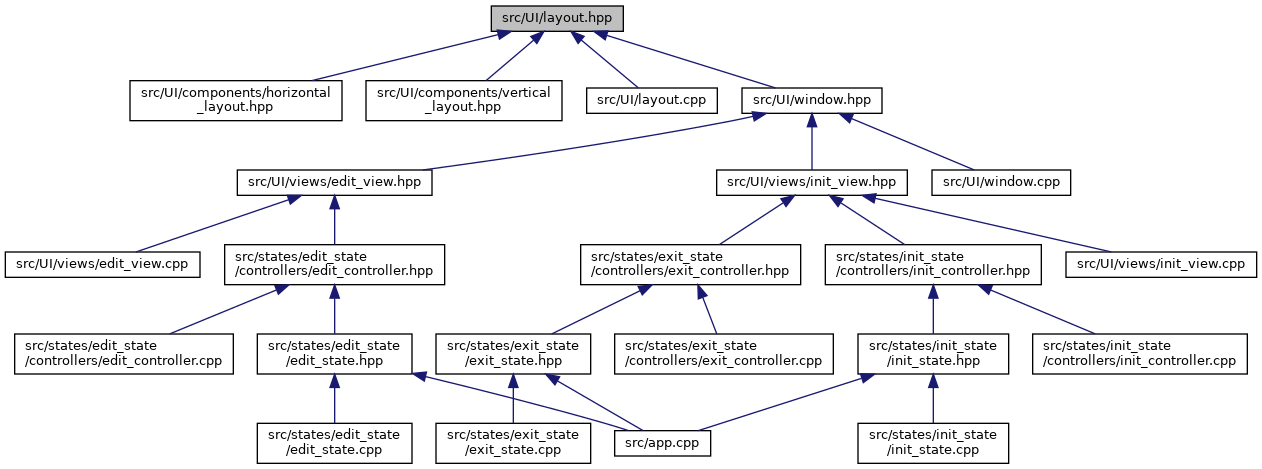 src/UI/layout.hpp
src/UI/components/horizontal
_layout.hpp
src/UI/components/vertical
_layout.hpp
src/UI/layout.cpp
src/UI/window.hpp
src/UI/views/edit_view.hpp
src/UI/views/init_view.hpp
src/UI/window.cpp
src/UI/views/edit_view.cpp
src/states/edit_state
/controllers/edit_controller.hpp
src/states/exit_state
/controllers/exit_controller.hpp
src/states/init_state
/controllers/init_controller.hpp
src/UI/views/init_view.cpp
src/states/edit_state
/controllers/edit_controller.cpp
src/states/edit_state
/edit_state.hpp
src/states/exit_state
/exit_state.hpp
src/states/exit_state
/controllers/exit_controller.cpp
src/states/init_state
/init_state.hpp
src/states/init_state
/controllers/init_controller.cpp
src/states/edit_state
/edit_state.cpp
src/states/exit_state
/exit_state.cpp
src/app.cpp
src/states/init_state
/init_state.cpp